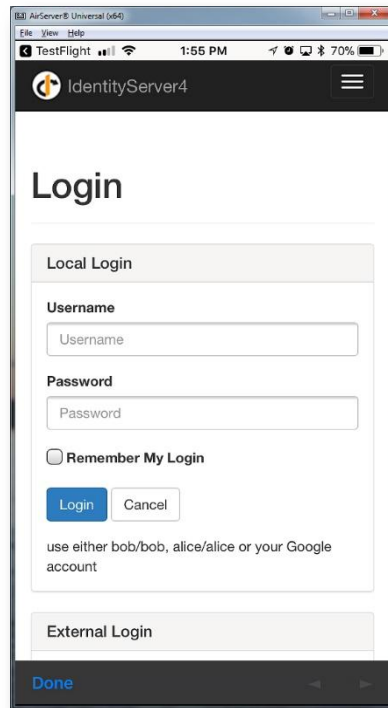 AirServer® Universal (x64)
File View Help
TestFlight 1:55 PM 70%
IdentityServer4
Login
Local Login
Username
Username
Password
Password
Remember My Login
Login Cancel
use either bob/bob, alice/alice or your Google
account
External Login
Done